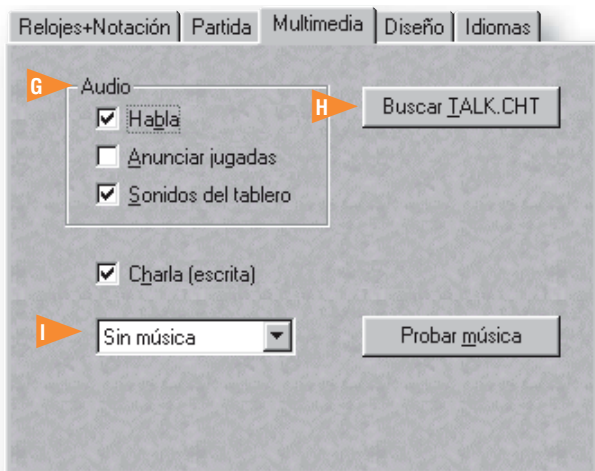 Relojes+Notación Partida Multimedia Diseño Idiomas
G Audio
Habla
H Buscar TALK.CHT
Anunciar jugadas
Sonidos del tablero
Charla (escrita)
I Sin música
Probar música